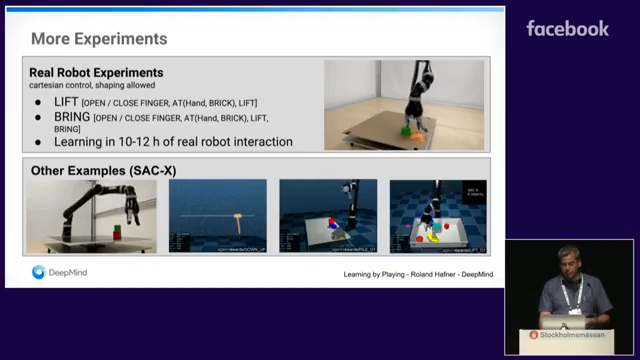 facebook
More Experiments
Real Robot Experiments
cartesian control, shaping allowed
● LIFT [OPEN / CLOSE FINGER, AT(Hand, BRICK), LIFT]
● BRING [OPEN / CLOSE FINGER, AT(Hand, BRICK), LIFT,
BRING]
● Learning in 10-12 h of real robot interaction
Other Examples (SAC-X)
SAC X
DeepMind
Learning by Playing - Roland Hafner - DeepMind
Stockholmsmässan